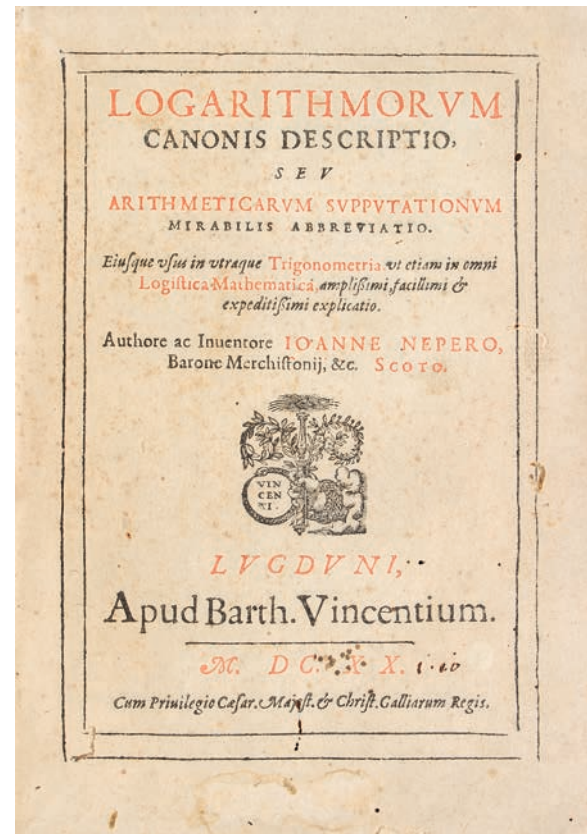 LOGARITHMORVM
CANONIS DESCRIPTIO,
SEV
ARITHMETICARVM SVPPVTATIONVM
MIRABILIS ABBREVIATIO.
Eiuſque vſus in vtraque Trigonometria vt etiam in omni
Logiſtica Mathematica, amplißimi, facillimi &
expeditißimi explicatio.
Authore ac Inuentore IOANNE NEPERO,
Barone Merchiſtonij, &c. SCOTO.
VIN
CEN
TI.
LVGDVNI,
Apud Barth. Vincentium.
M. DC. XX.
Cum Priuilegio Cæſar. Majeſt. & Chriſt. Galliarum Regis.